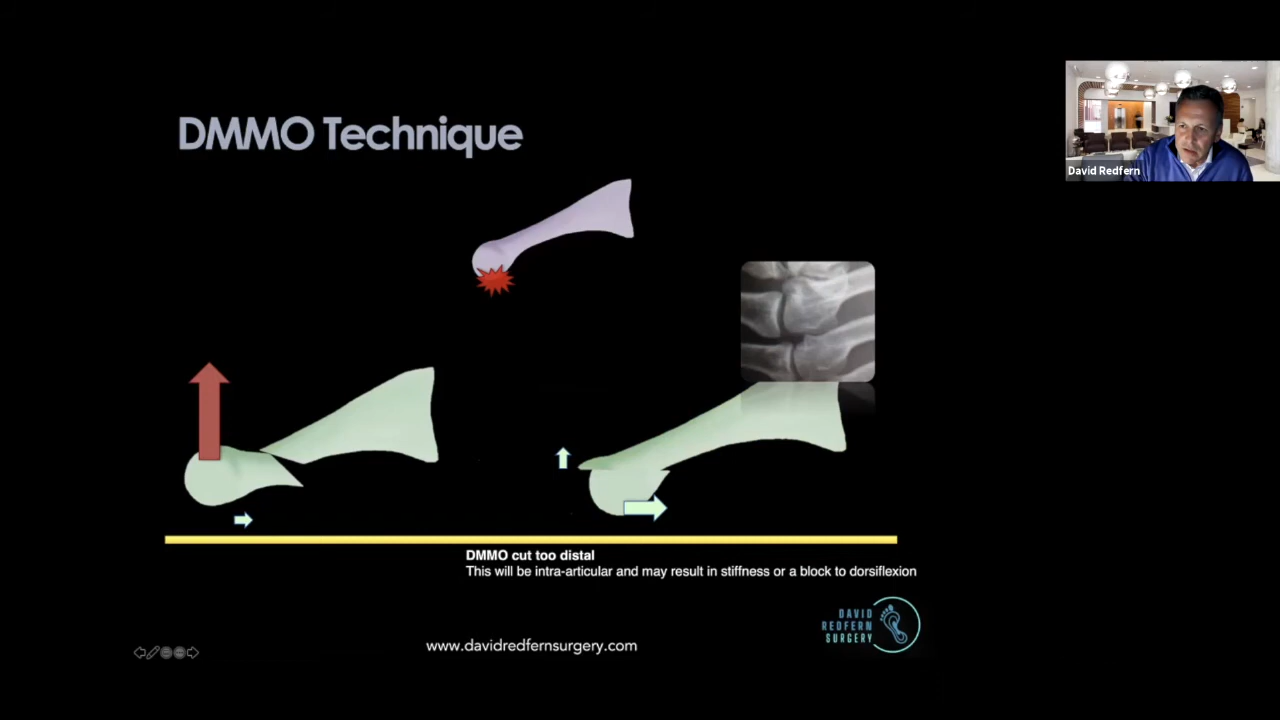 DMMO Technique
David Redfern
DMMO cut too distal
This will be intra-articular and may result in stiffness or a block to dorsiflexion
DAVID
REDFERN
SURGERY
www.davidredfernsurgery.com